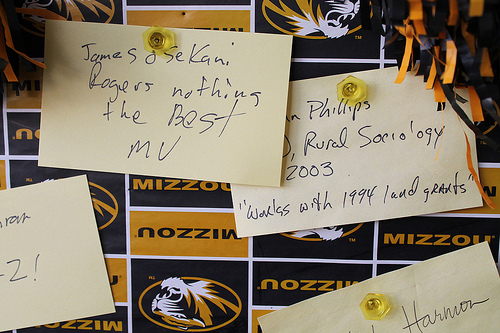 James Osekani
Rogers nothing
the Best
MU
n Phillips
), Rural Sociology
2003
"Works with 1994 land grants"
-2!
Harmon
MIZZOU
MIZZOU
MIZZOU
MIZZOU
MIZZOU